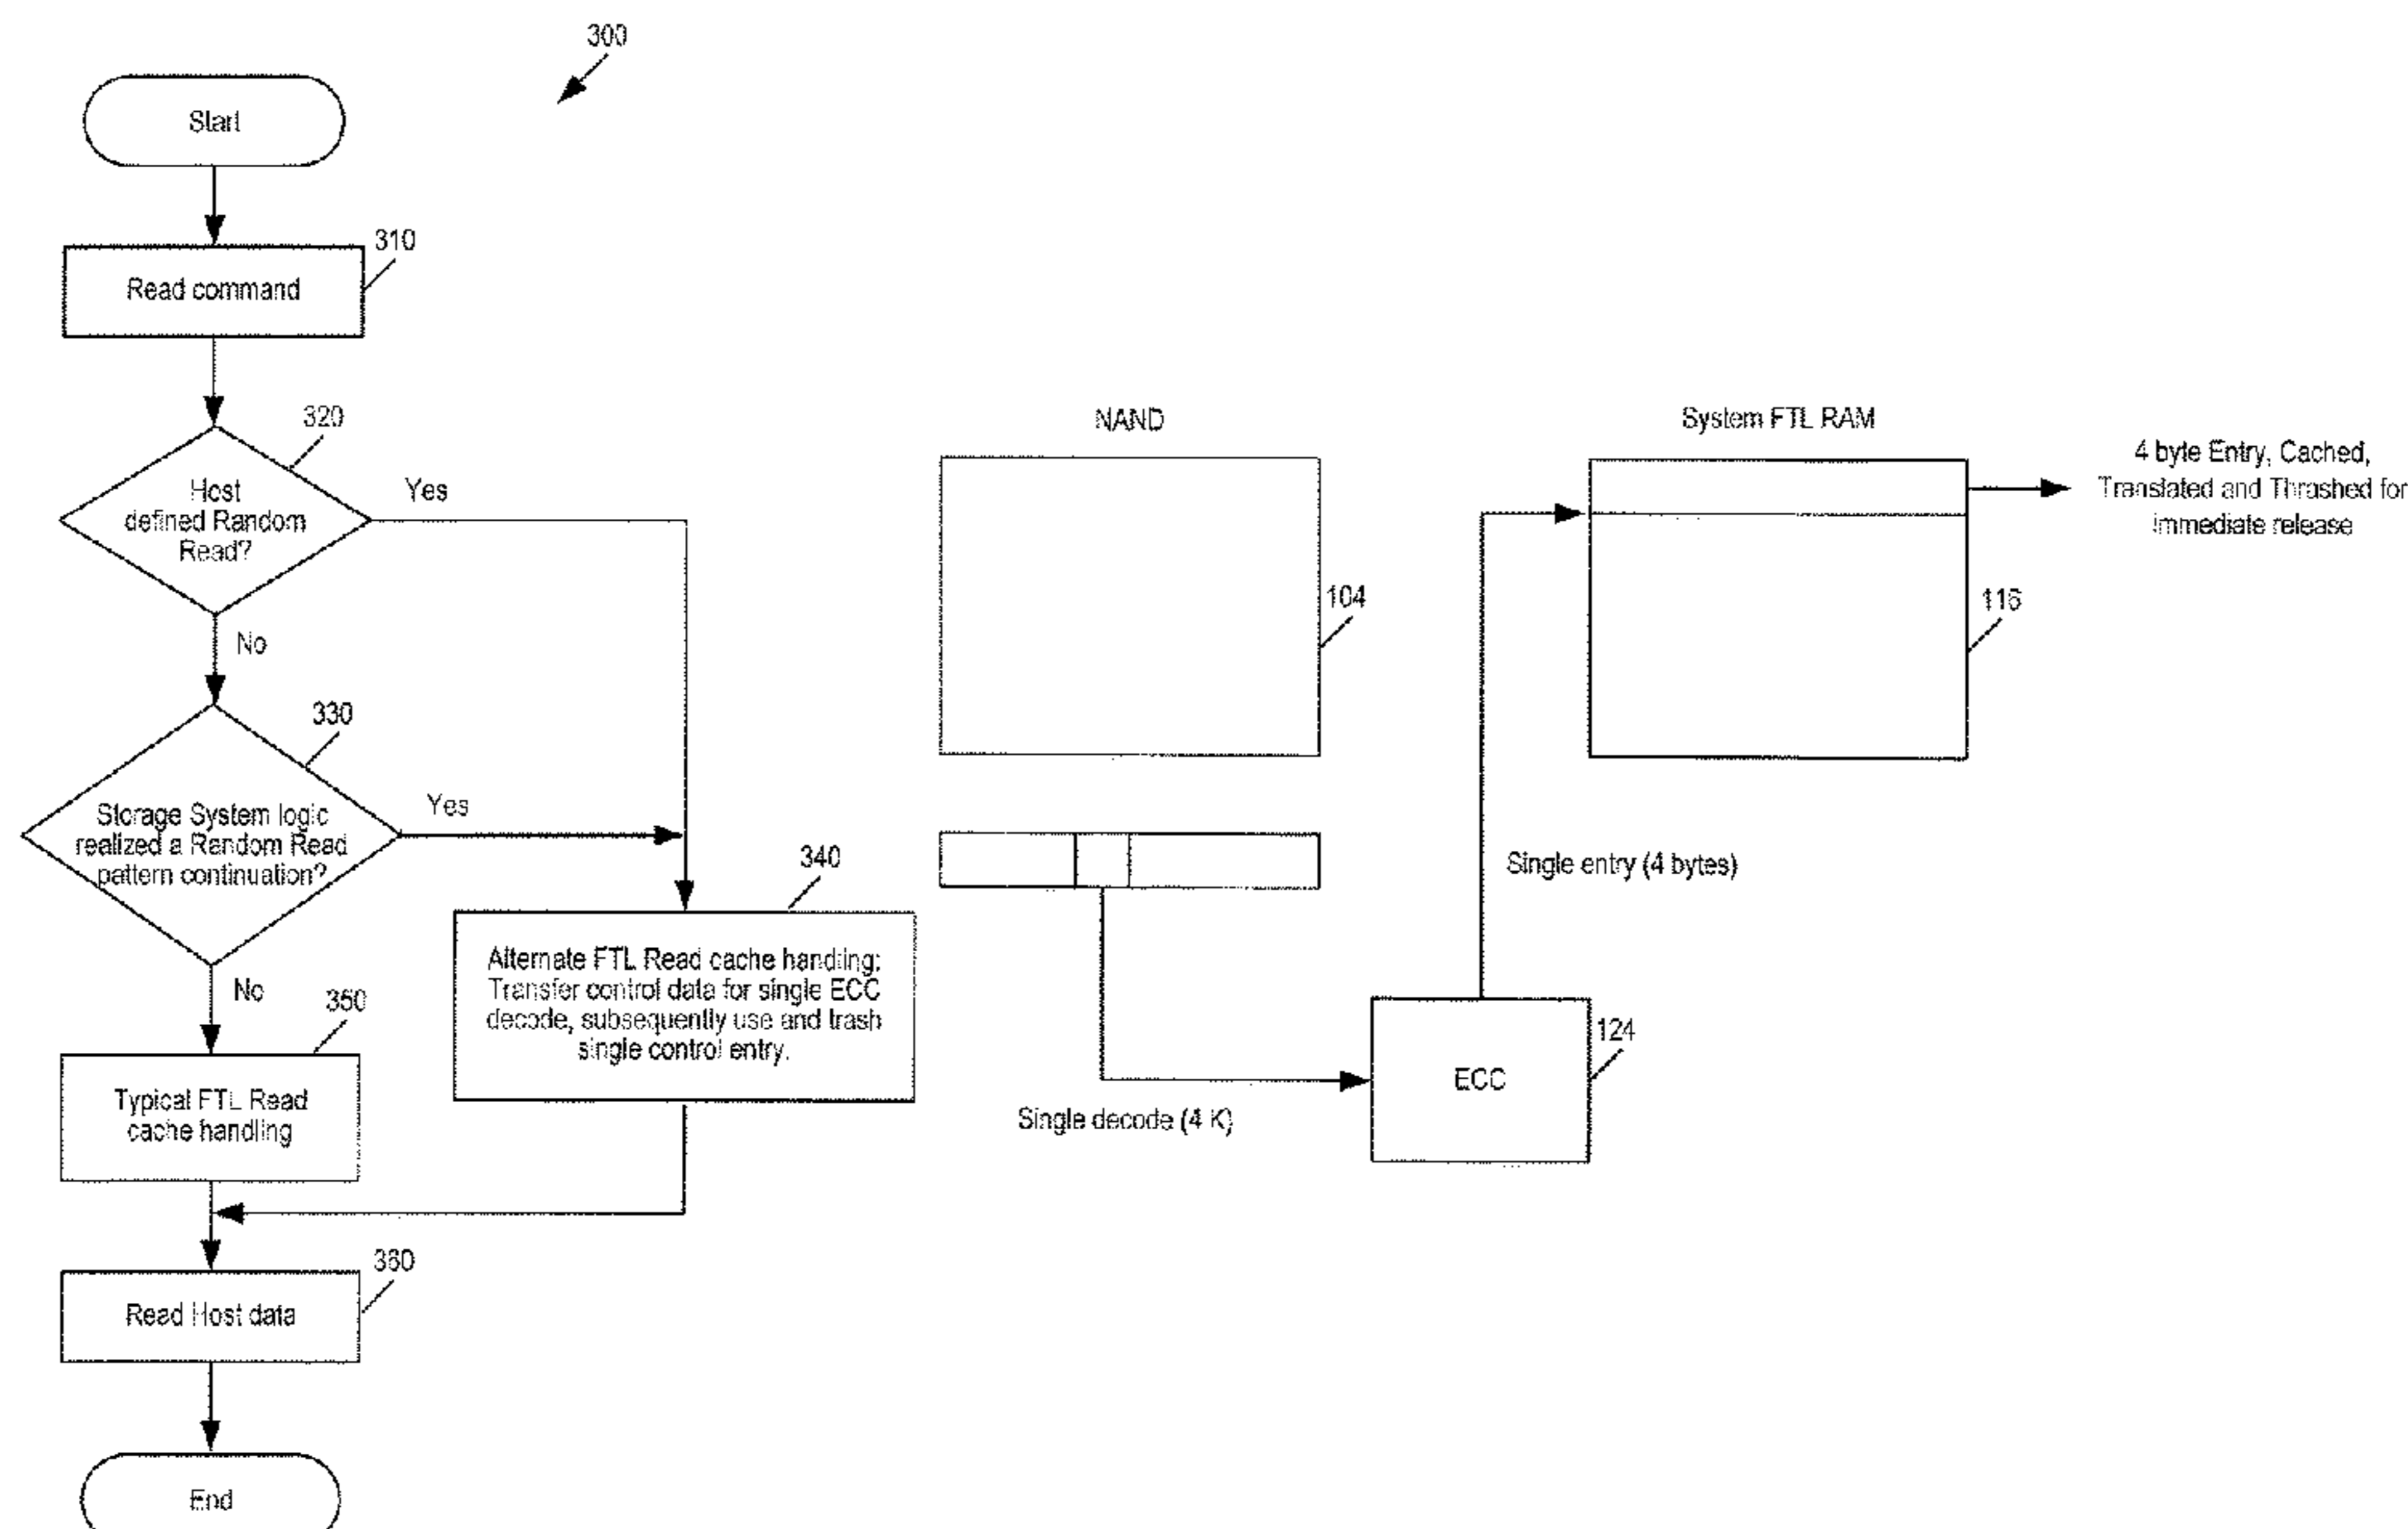 300
Start
310
Read command
320
Host
defined Random
Read?
Yes
No
330
Storage System logic
realized a Random Read
pattern continuation?
Yes
No
340
Alternate FTL Read cache handling:
Transfer control data for single ECC
decode, subsequently use and trash
single control entry.
350
Typical FTL Read
cache handling
360
Read Host data
End
NAND
104
System FTL RAM
116
4 byte Entry, Cached,
Translated and Thrashed for
immediate release
Single entry (4 bytes)
124
ECC
Single decode (4 K)